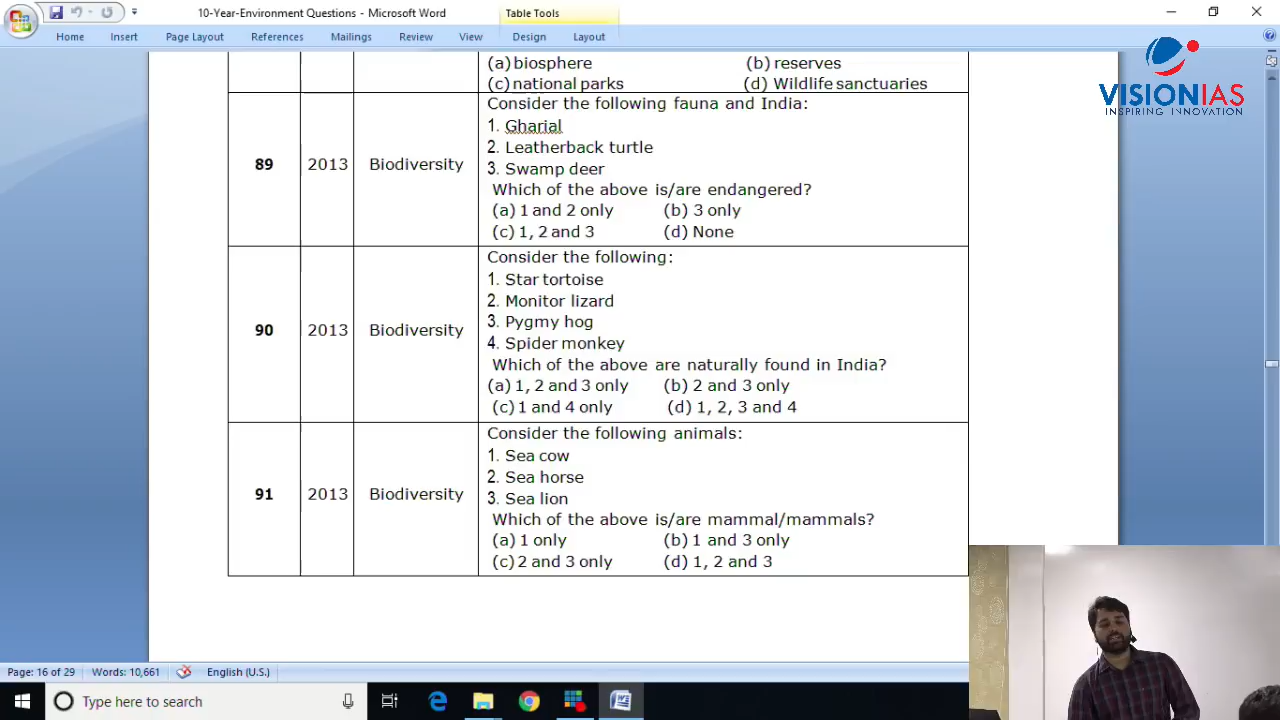 10-Year-Environment Questions - Microsoft Word
Table Tools
Home Insert Page Layout References Mailings Review View Design Layout
VISIONIAS
INSPIRING INNOVATION
(a) biosphere (b) reserves
(c) national parks (d) Wildlife sanctuaries
89 2013 Biodiversity
Consider the following fauna and India:
1. Gharial
2. Leatherback turtle
3. Swamp deer
Which of the above is/are endangered?
(a) 1 and 2 only (b) 3 only
(c) 1, 2 and 3 (d) None
90 2013 Biodiversity
Consider the following:
1. Star tortoise
2. Monitor lizard
3. Pygmy hog
4. Spider monkey
Which of the above are naturally found in India?
(a) 1, 2 and 3 only (b) 2 and 3 only
(c) 1 and 4 only (d) 1, 2, 3 and 4
91 2013 Biodiversity
Consider the following animals:
1. Sea cow
2. Sea horse
3. Sea lion
Which of the above is/are mammal/mammals?
(a) 1 only (b) 1 and 3 only
(c) 2 and 3 only (d) 1, 2 and 3
Page: 16 of 29 Words: 10,661 English (U.S.)
Type here to search